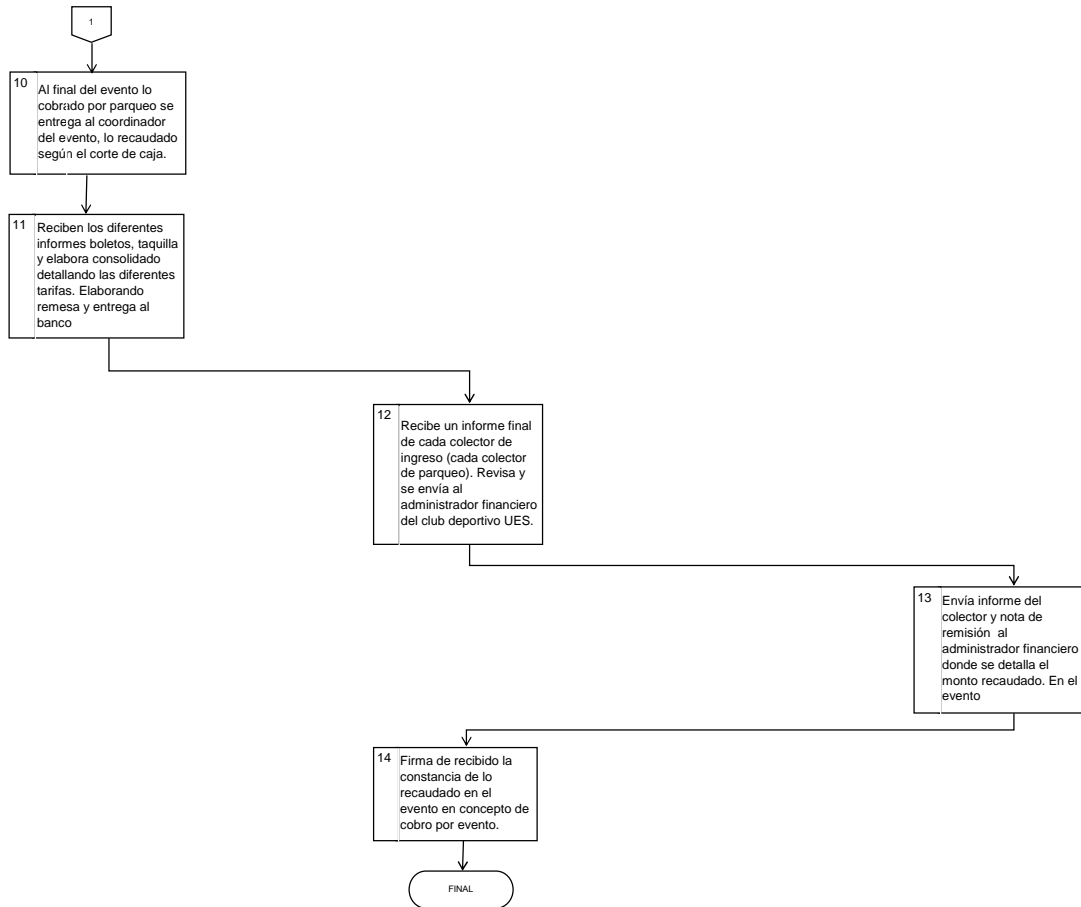 1
10
Al final del evento lo
cobrado por parqueo se
entrega al coordinador
del evento, lo recaudado
según el corte de caja.
11
Reciben los diferentes
informes boletos, taquilla
y elabora consolidado
detallando las diferentes
tarifas. Elaborando
remesa y entrega al
banco
12
Recibe un informe final
de cada colector de
ingreso (cada colector
de parqueo). Revisa y
se envía al
administrador financiero
del club deportivo UES.
13
Envía informe del
colector y nota de
remisión al
administrador financiero
donde se detalla el
monto recaudado. En el
evento
14
Firma de recibido la
constancia de lo
recaudado en el
evento en concepto de
cobro por evento.
FINAL